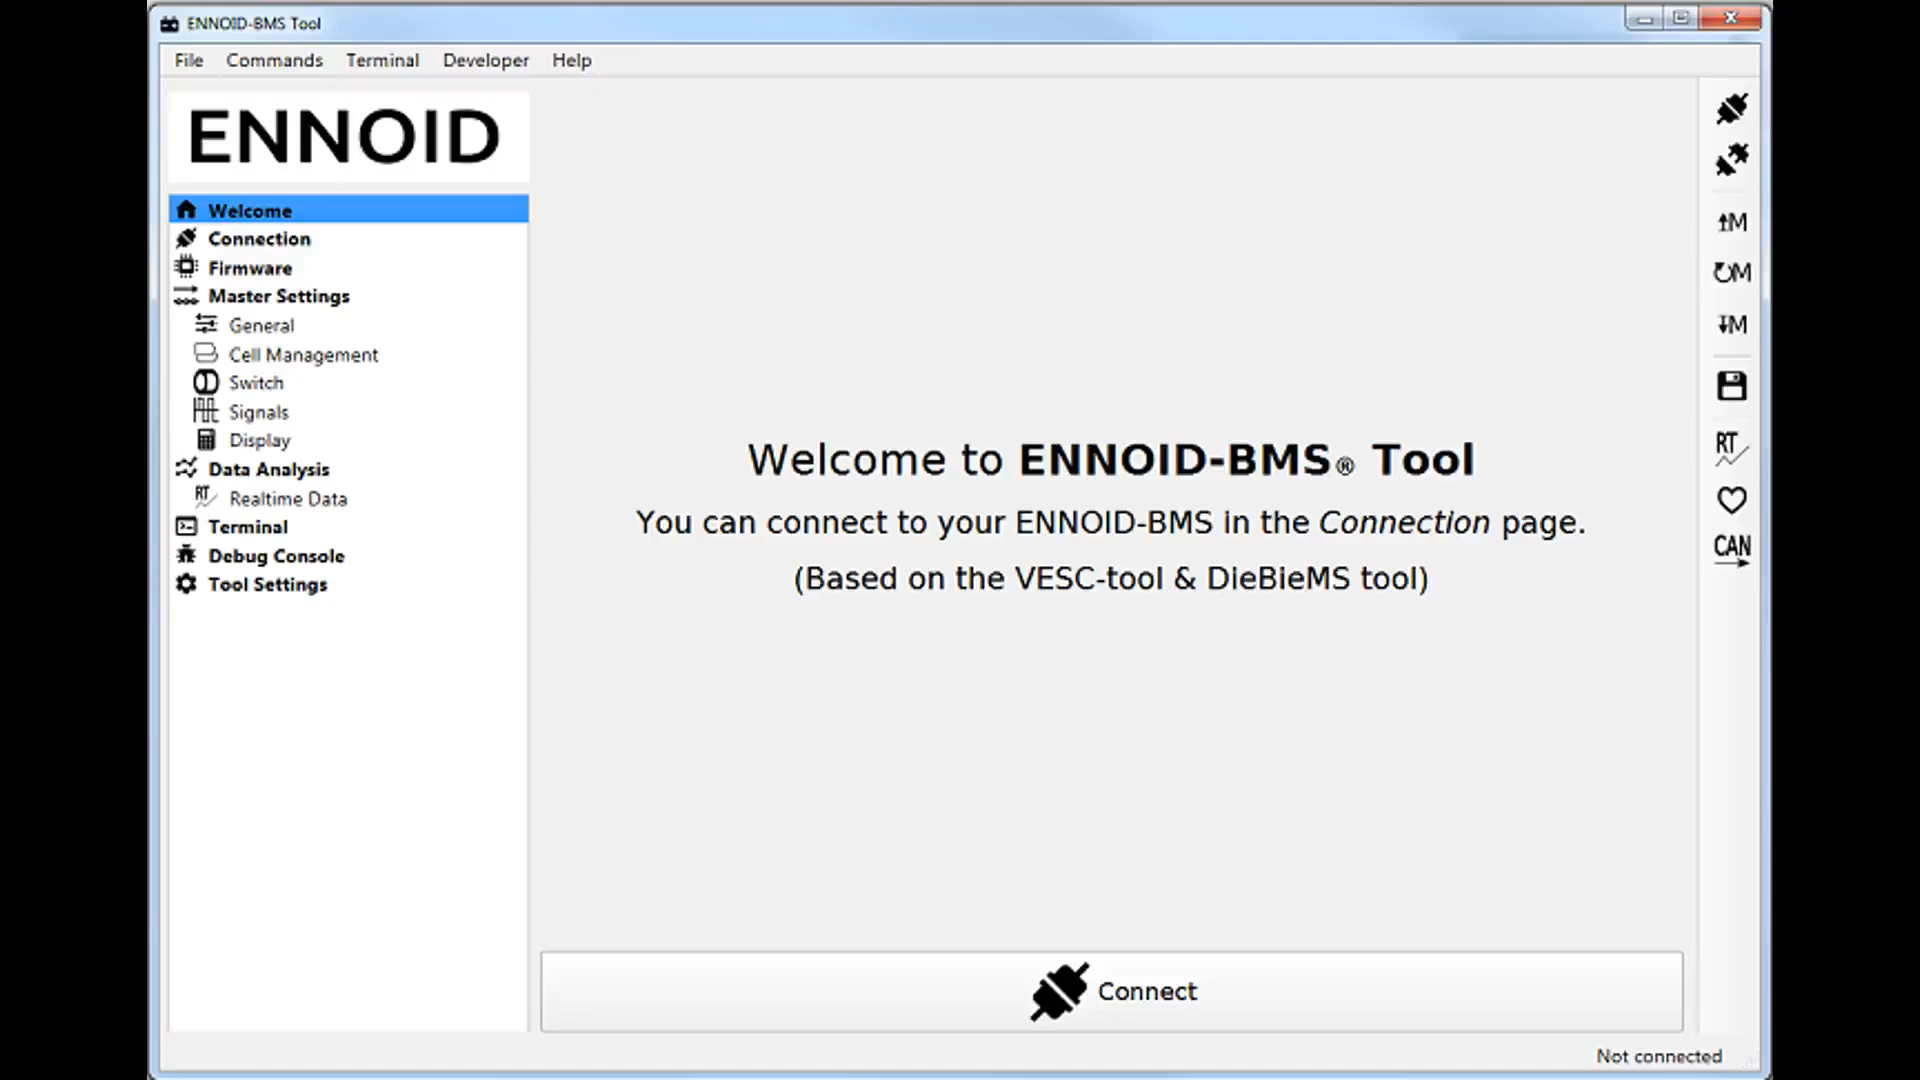 ENNOID-BMS Tool
File Commands Terminal Developer Help
ENNOID
Welcome
Connection
Firmware
Master Settings
General
Cell Management
Switch
Signals
Display
Data Analysis
RT Realtime Data
Terminal
Debug Console
Tool Settings
Welcome to ENNOID-BMS® Tool
You can connect to your ENNOID-BMS in the Connection page.
(Based on the VESC-tool & DieBieMS tool)
Connect
M
M
M
RT
CAN
Not connected